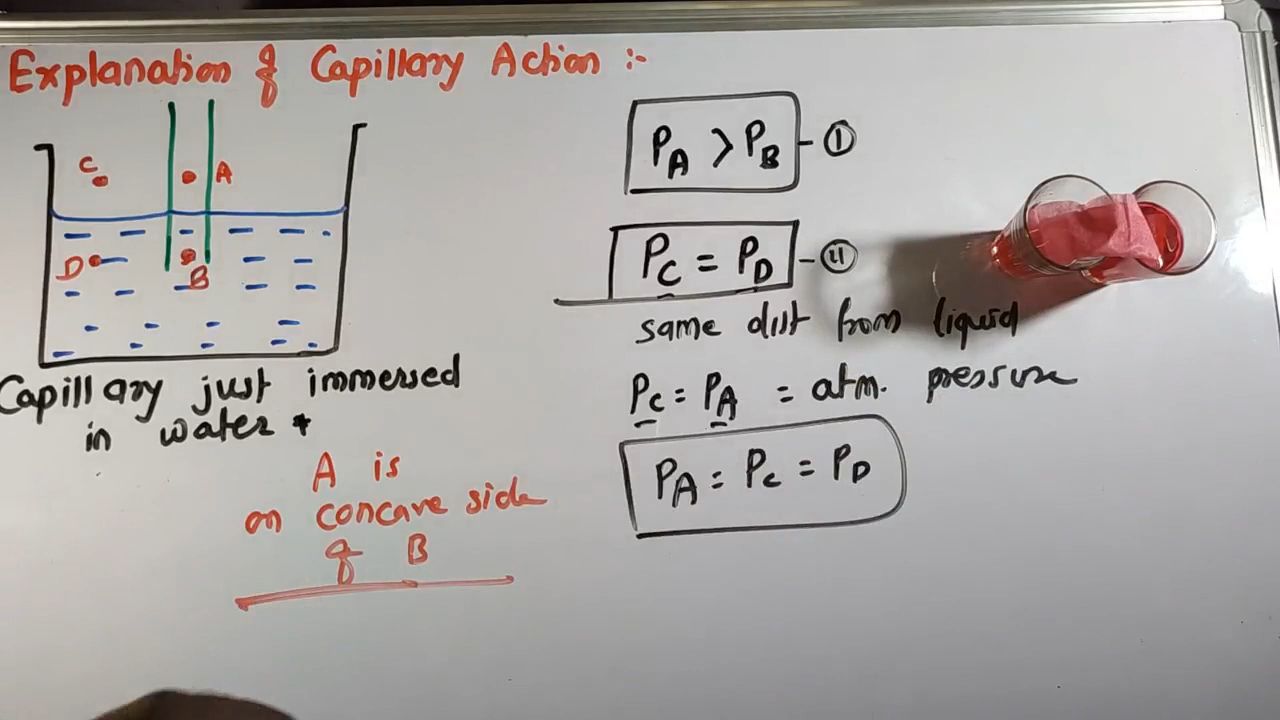 Explanation of Capillary Action :-
C
A
D
B
Capillary just immersed
in water
A is
on concave side
of B
PA > PB - ①
PC = PD - ②
same dist from liquid
Pc = PA = atm. pressure
PA = Pc = PD